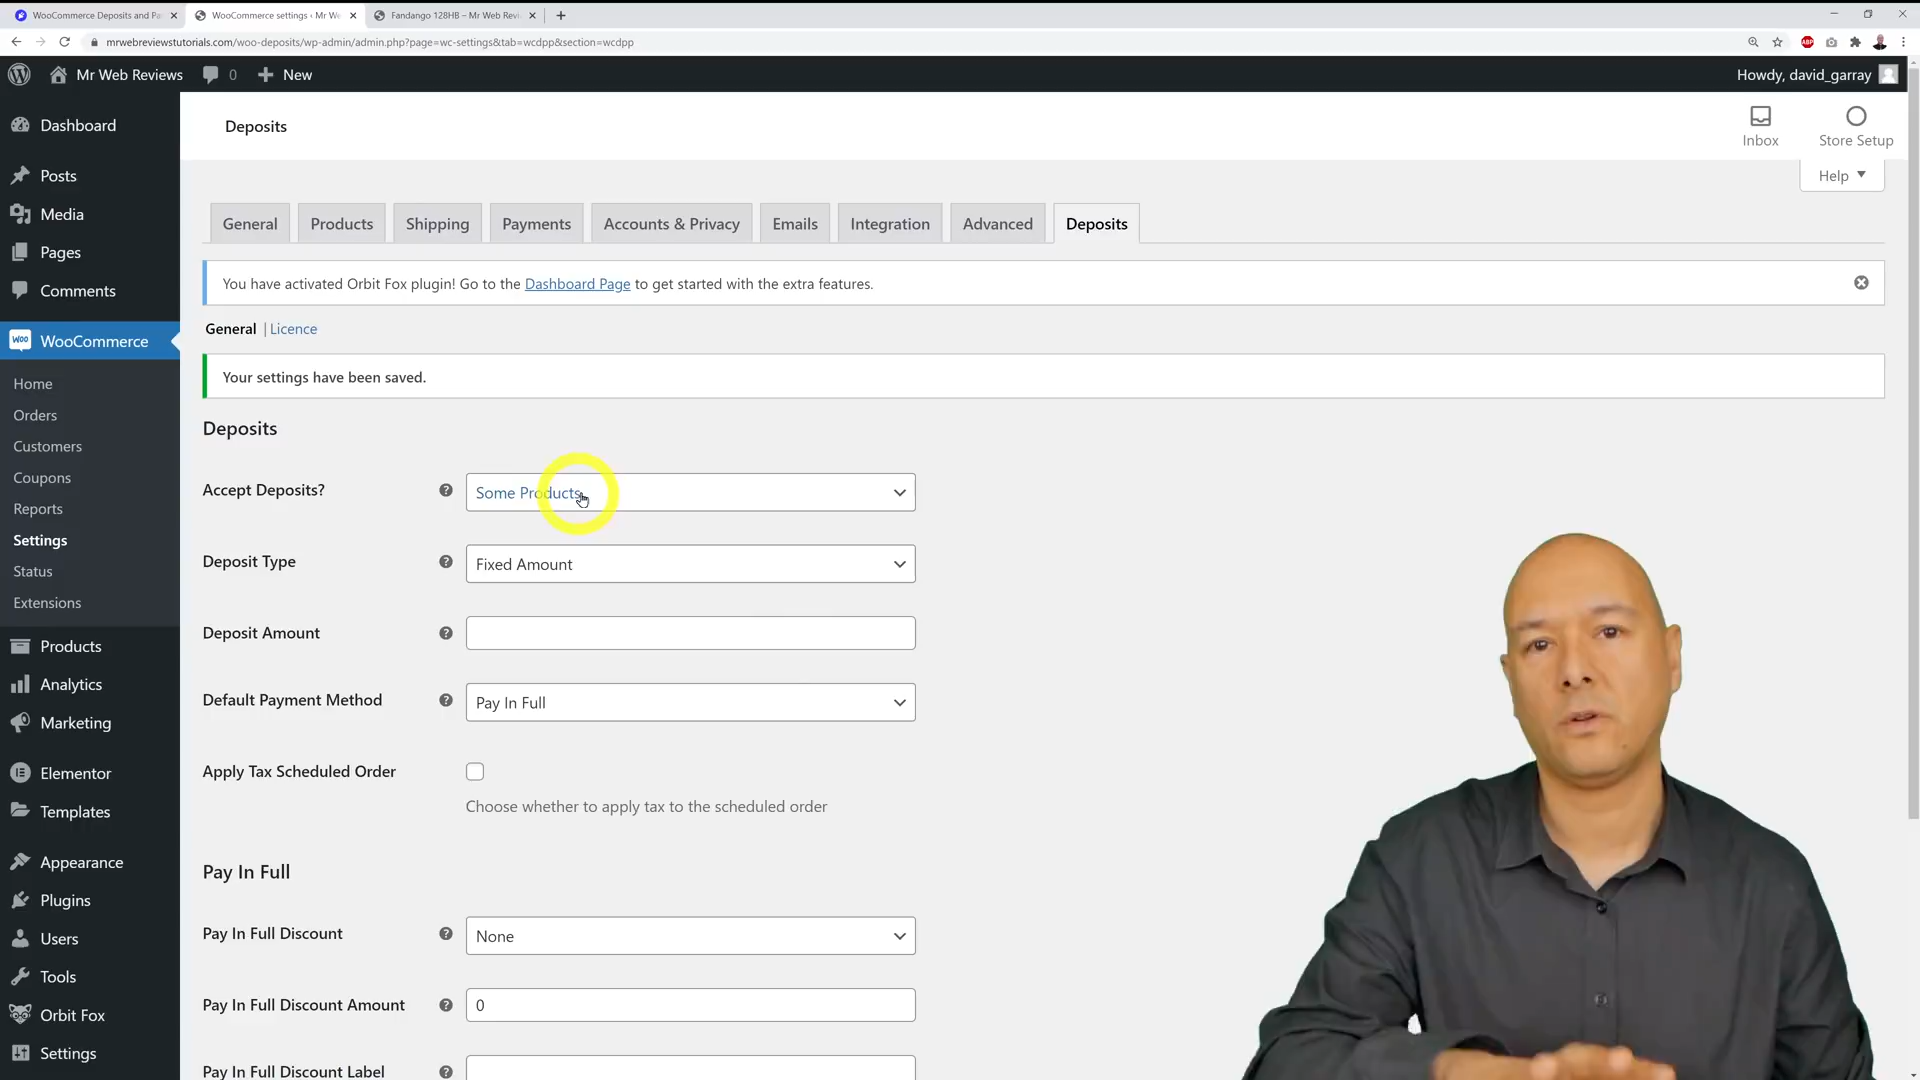 WooCommerce Deposits and Pa
WooCommerce settings ‹ Mr We
Fandango 128HB – Mr Web Revi
mrwebreviewstutorials.com/woo-deposits/wp-admin/admin.php?page=wc-settings&tab=wcdpp&section=wcdpp
ABP
Mr Web Reviews
0
New
Howdy, david_garray
Dashboard
Posts
Media
Pages
Comments
WOO WooCommerce
Home
Orders
Customers
Coupons
Reports
Settings
Status
Extensions
Products
Analytics
Marketing
Elementor
Templates
Appearance
Plugins
Users
Tools
Orbit Fox
Settings
Deposits
Inbox
Store Setup
Help
General Products Shipping Payments Accounts & Privacy Emails Integration Advanced Deposits
You have activated Orbit Fox plugin! Go to the Dashboard Page to get started with the extra features.
General | Licence
Your settings have been saved.
Deposits
Accept Deposits? ? Some Products
Deposit Type ? Fixed Amount
Deposit Amount ?
Default Payment Method ? Pay In Full
Apply Tax Scheduled Order
Choose whether to apply tax to the scheduled order
Pay In Full
Pay In Full Discount ? None
Pay In Full Discount Amount ? 0
Pay In Full Discount Label ?